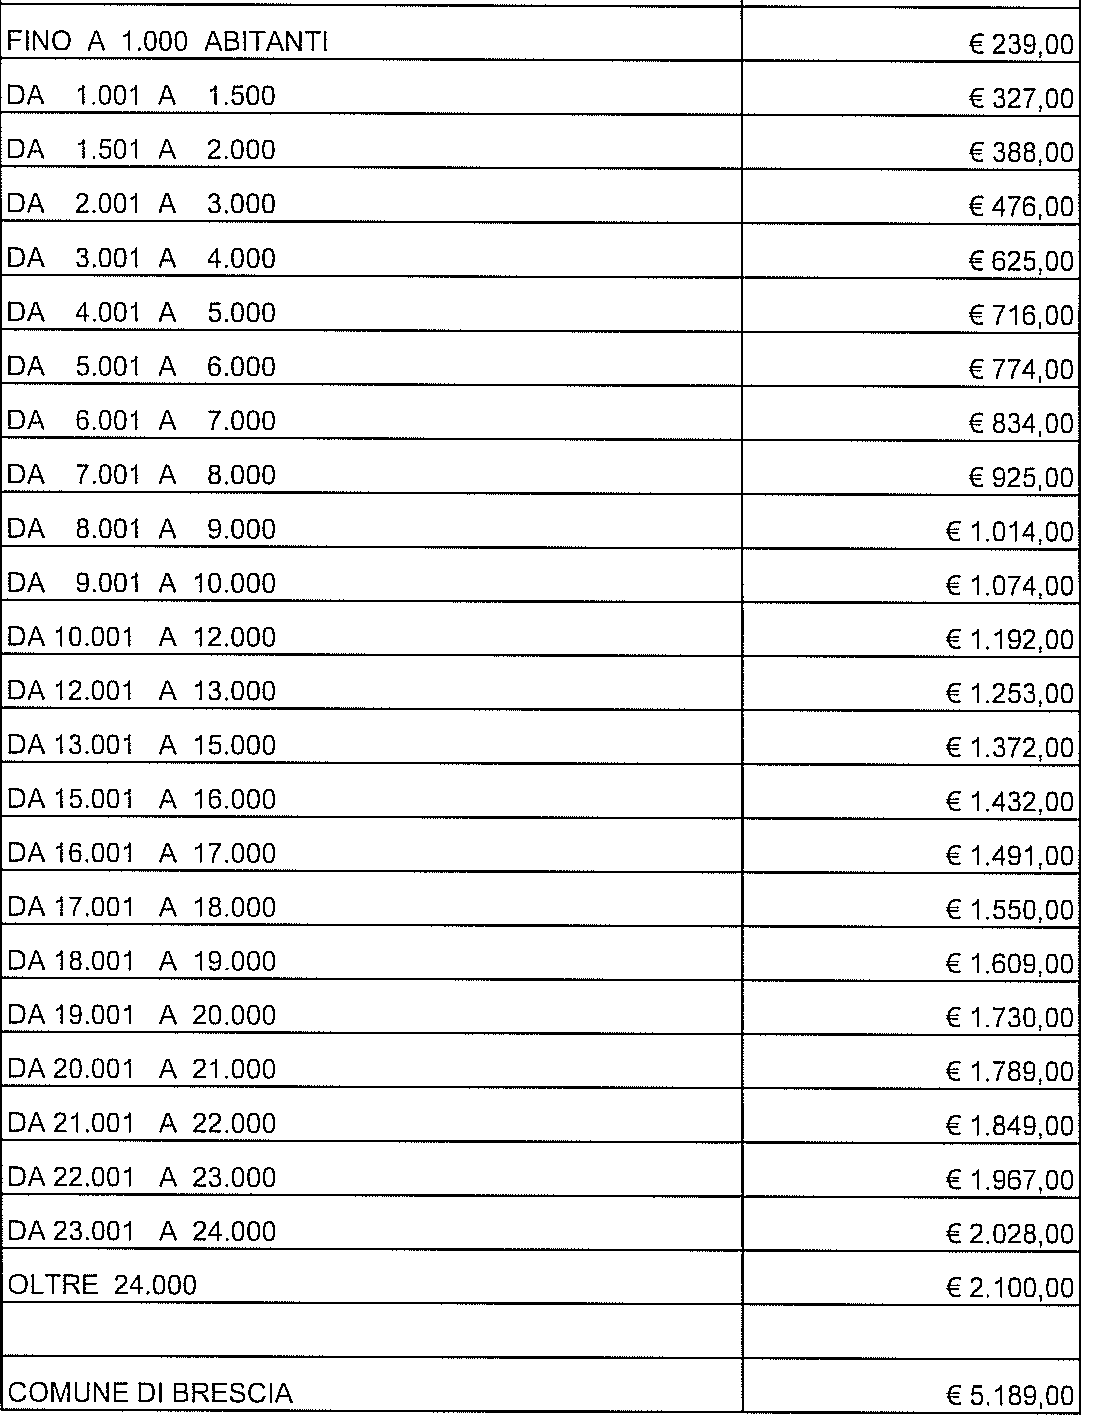 FINO A 1.000 ABITANTI € 239,00
DA 1.001 A 1.500 € 327,00
DA 1.501 A 2.000 € 388,00
DA 2.001 A 3.000 € 476,00
DA 3.001 A 4.000 € 625,00
DA 4.001 A 5.000 € 716,00
DA 5.001 A 6.000 € 774,00
DA 6.001 A 7.000 € 834,00
DA 7.001 A 8.000 € 925,00
DA 8.001 A 9.000 € 1.014,00
DA 9.001 A 10.000 € 1.074,00
DA 10.001 A 12.000 € 1.192,00
DA 12.001 A 13.000 € 1.253,00
DA 13.001 A 15.000 € 1.372,00
DA 15.001 A 16.000 € 1.432,00
DA 16.001 A 17.000 € 1.491,00
DA 17.001 A 18.000 € 1.550,00
DA 18.001 A 19.000 € 1.609,00
DA 19.001 A 20.000 € 1.730,00
DA 20.001 A 21.000 € 1.789,00
DA 21.001 A 22.000 € 1.849,00
DA 22.001 A 23.000 € 1.967,00
DA 23.001 A 24.000 € 2.028,00
OLTRE 24.000 € 2.100,00
COMUNE DI BRESCIA € 5.189,00